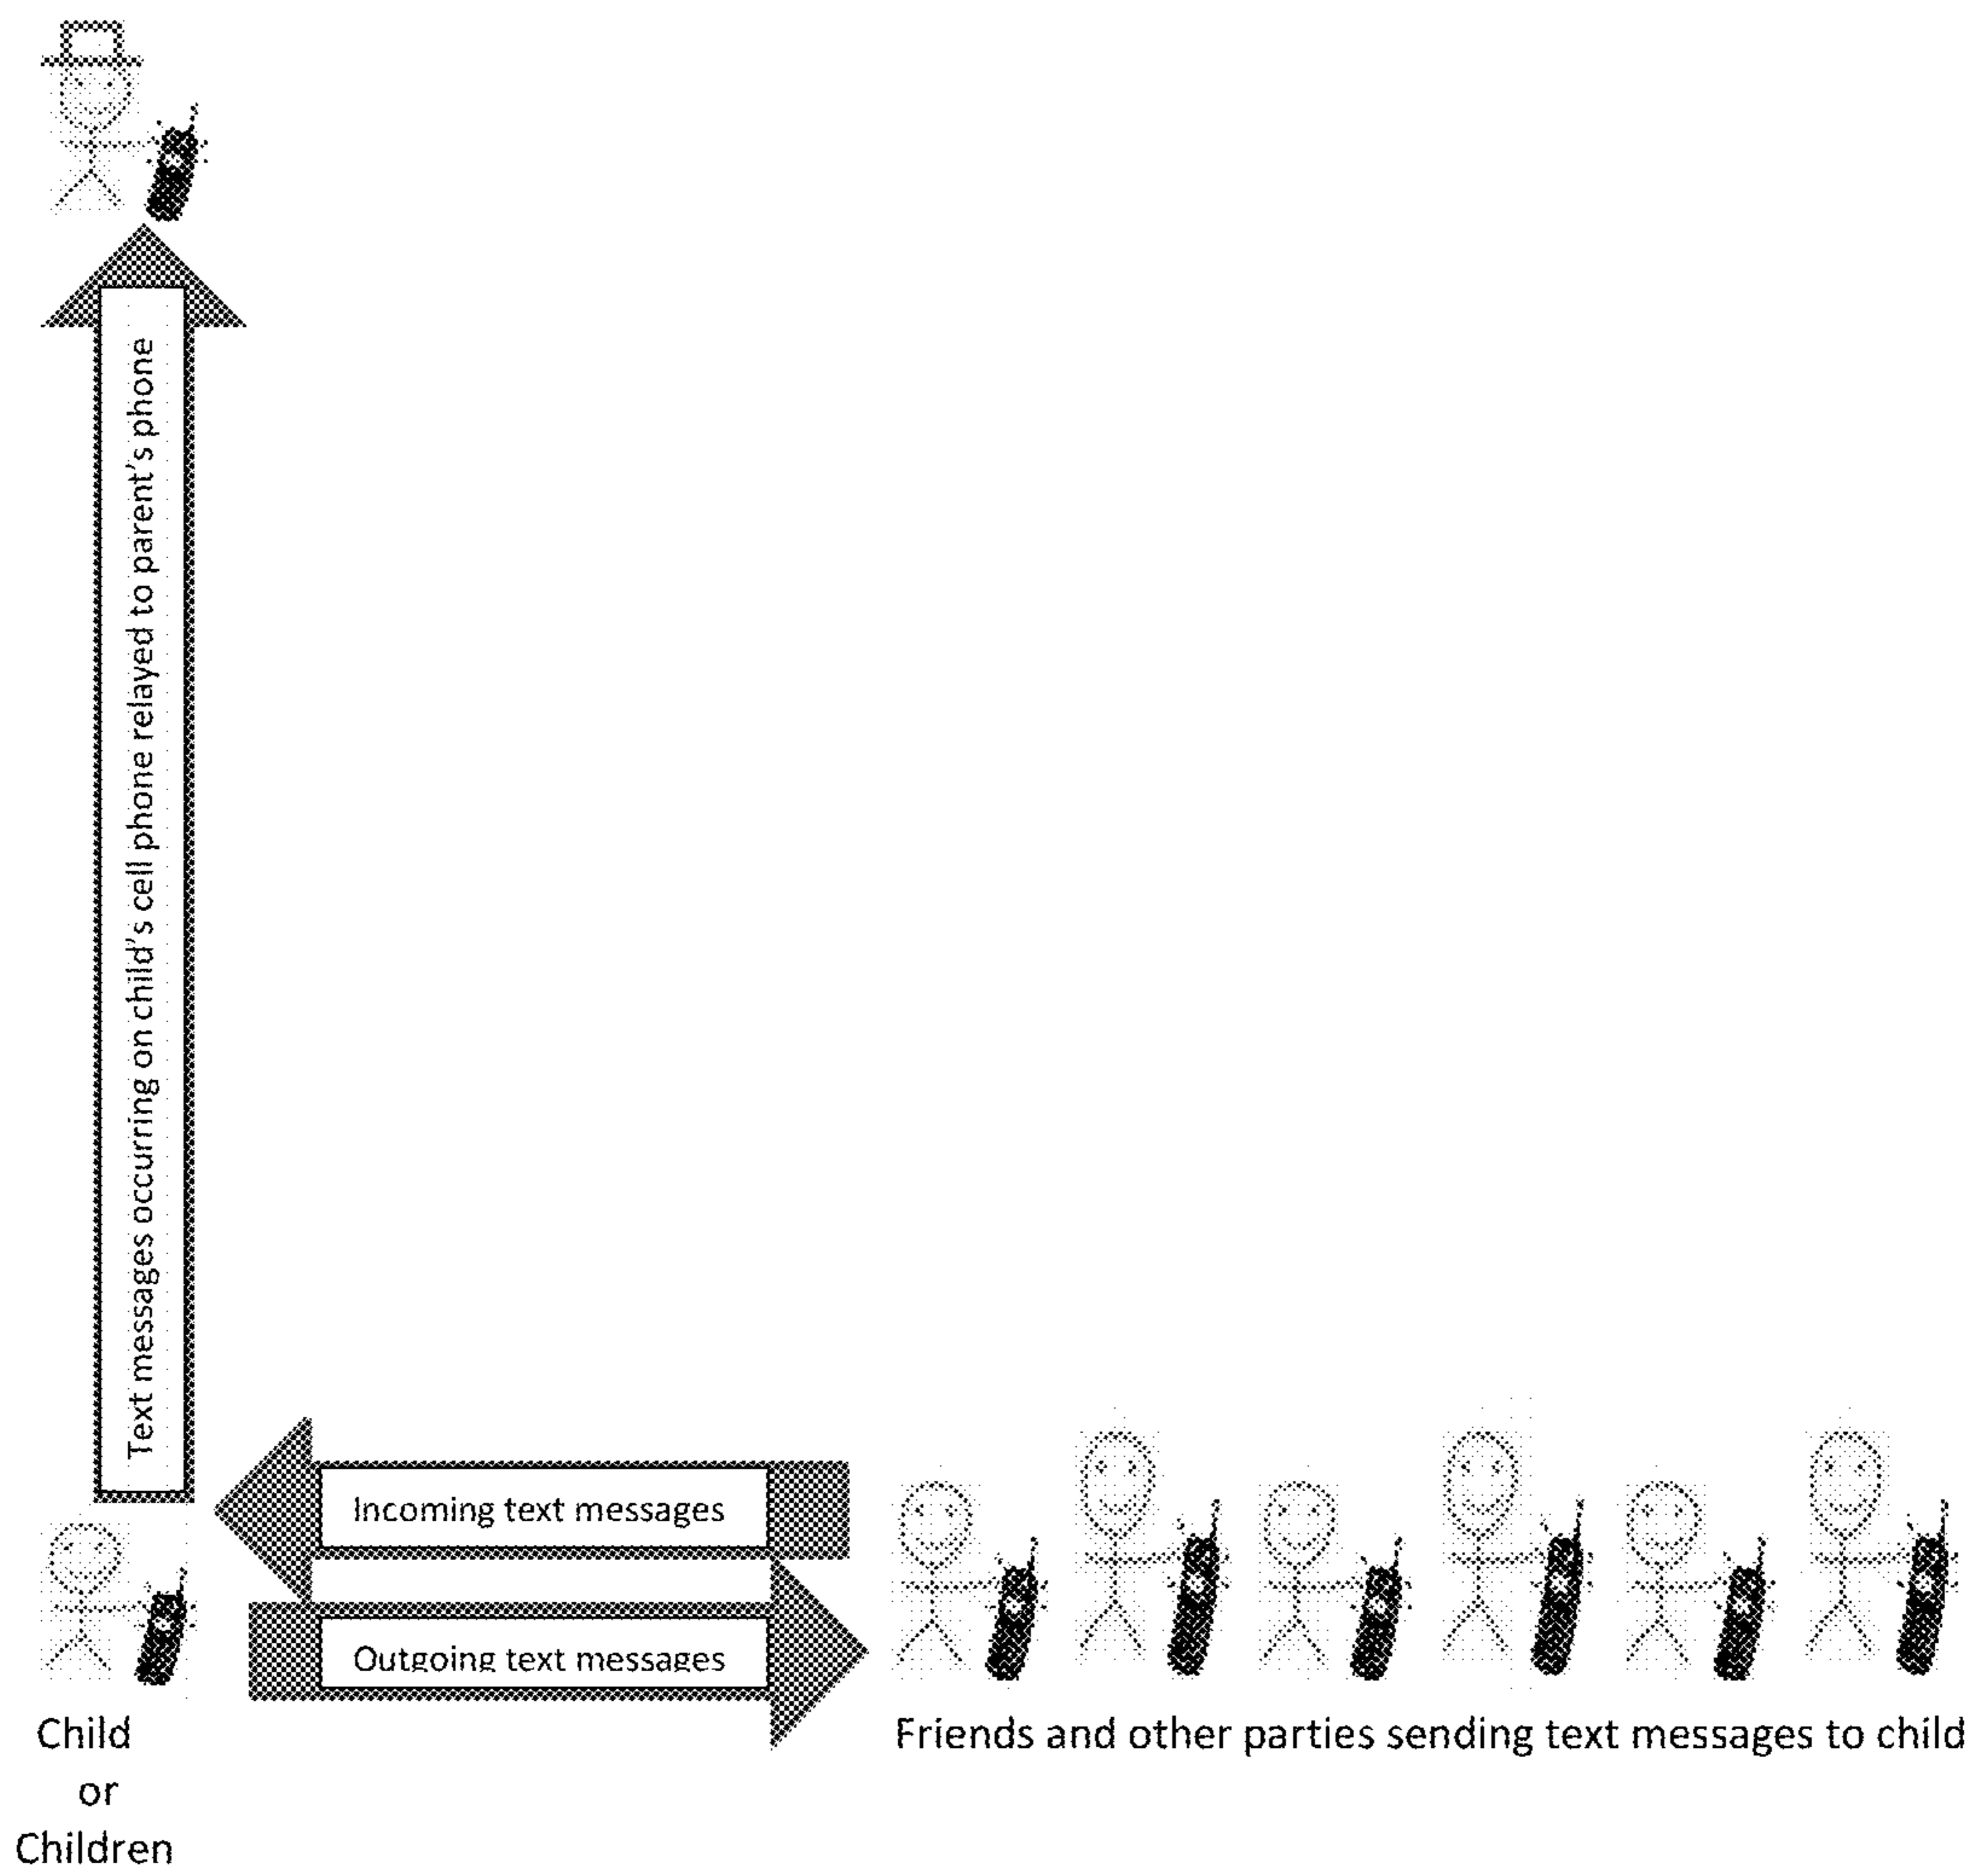 Text messages occurring on child's cell phone relayed to parent's phone
Incoming text messages
Outgoing text messages
Child
or
Children
Friends and other parties sending text messages to child